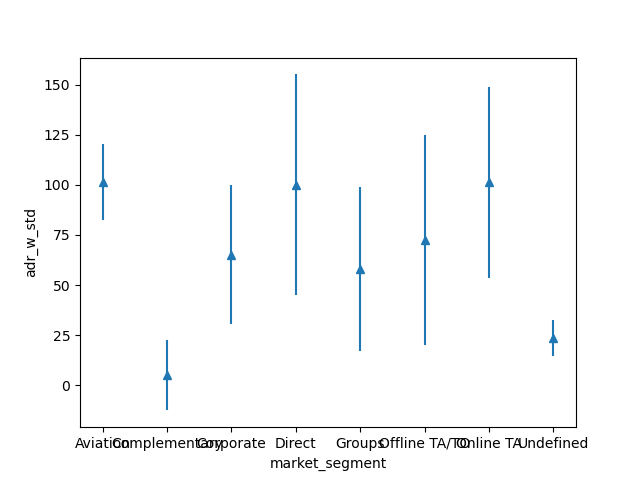 150
125
100
75
50
25
0
adr_w_std
Aviation Complementary Corporate Direct Groups Offline TA/TO Online TA Undefined
market_segment